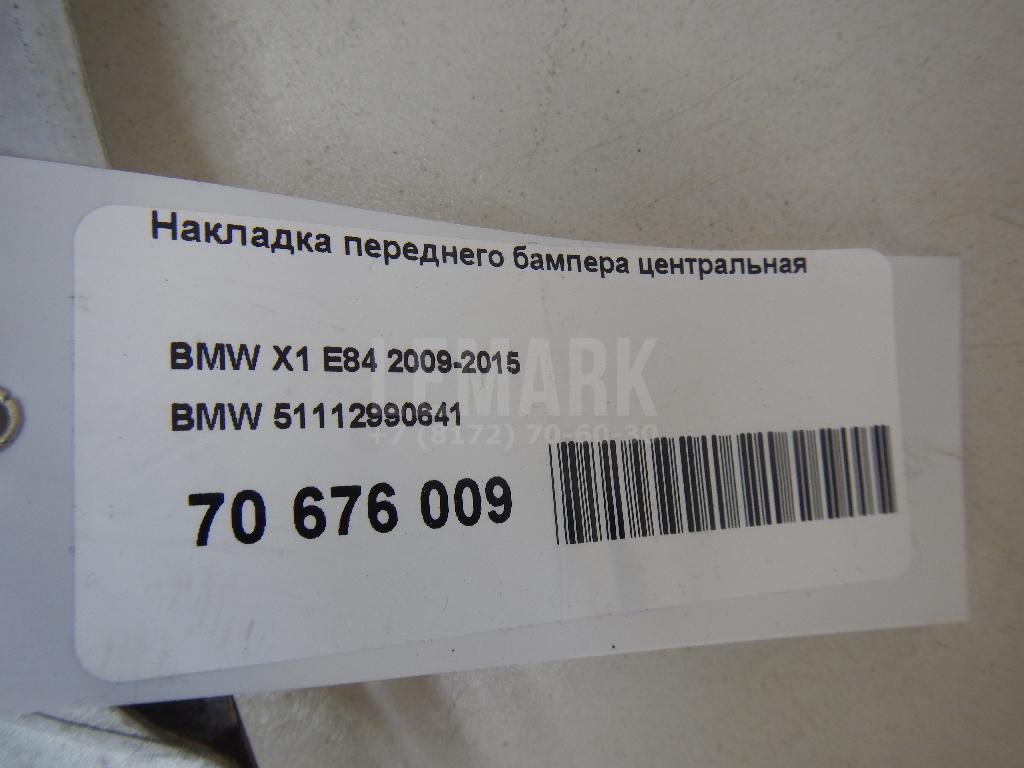 Накладка переднего бампера центральная
BMW X1 E84 2009-2015
BMW 51112990641
LEMARK
+7 (8172) 70-60-30
70 676 009